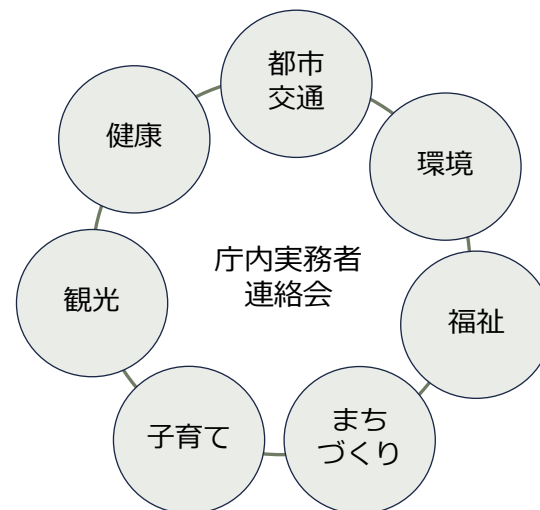 都市
交通
健康
環境
庁内実務者
連絡会
観光
福祉
子育て
まち
づくり